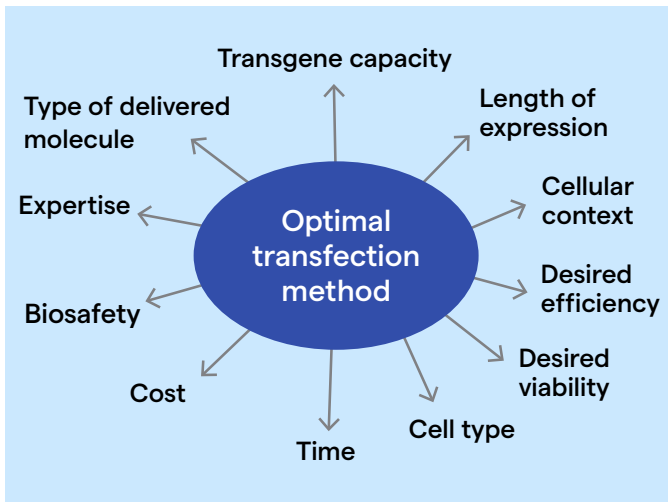 Transgene capacity
Type of delivered
molecule
Length of
expression
Expertise
Cellular
context
Optimal
transfection
method
Desired
efficiency
Biosafety
Desired
viability
Cost
Cell type
Time